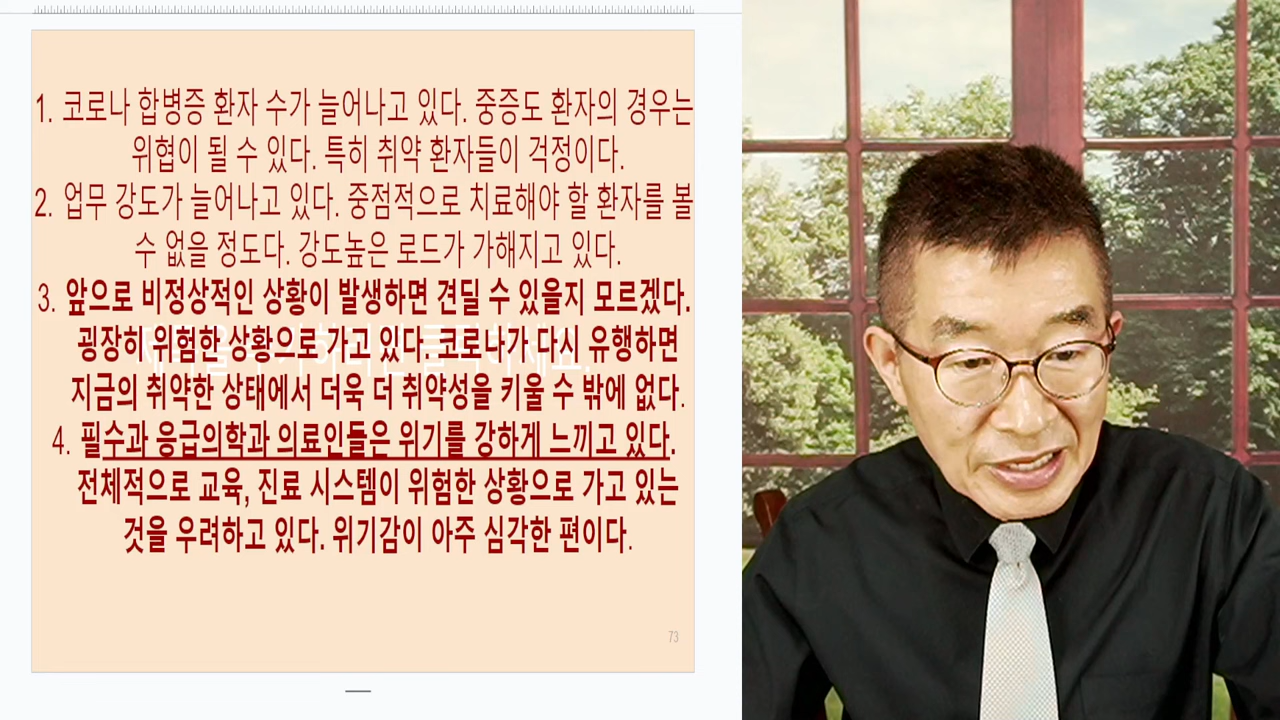 1. 코로나 합병증 환자 수가 늘어나고 있다. 중증도 환자의 경우는
위협이 될 수 있다. 특히 취약 환자들이 걱정이다.
2. 업무 강도가 늘어나고 있다. 중점적으로 치료해야 할 환자를 볼
수 없을 정도다. 강도높은 로드가 가해지고 있다.
3. 앞으로 비정상적인 상황이 발생하면 견딜 수 있을지 모르겠다.
굉장히 위험한 상황으로 가고 있다. 코로나가 다시 유행하면
지금의 취약한 상태에서 더욱 더 취약성을 키울 수 밖에 없다.
4. 필수과 응급의학과 의료인들은 위기를 강하게 느끼고 있다.
전체적으로 교육, 진료 시스템이 위험한 상황으로 가고 있는
것을 우려하고 있다. 위기감이 아주 심각한 편이다.
73